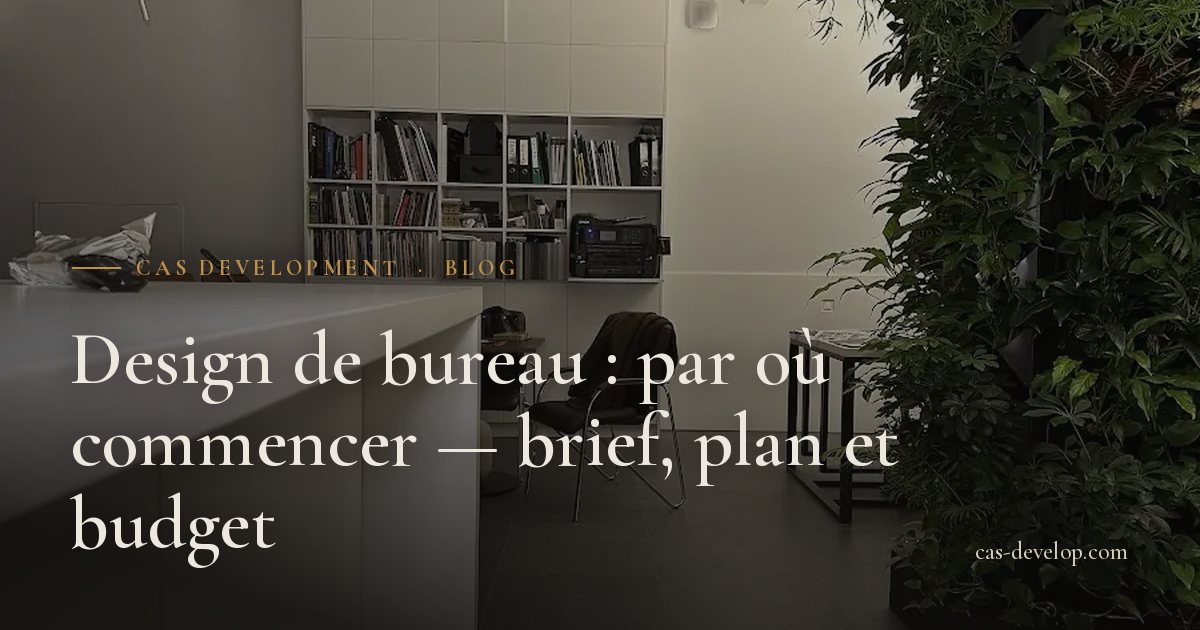 CAS DEVELOPMENT · BLOG
Design de bureau : par où
commencer — brief, plan et
budget
cas-develop.com